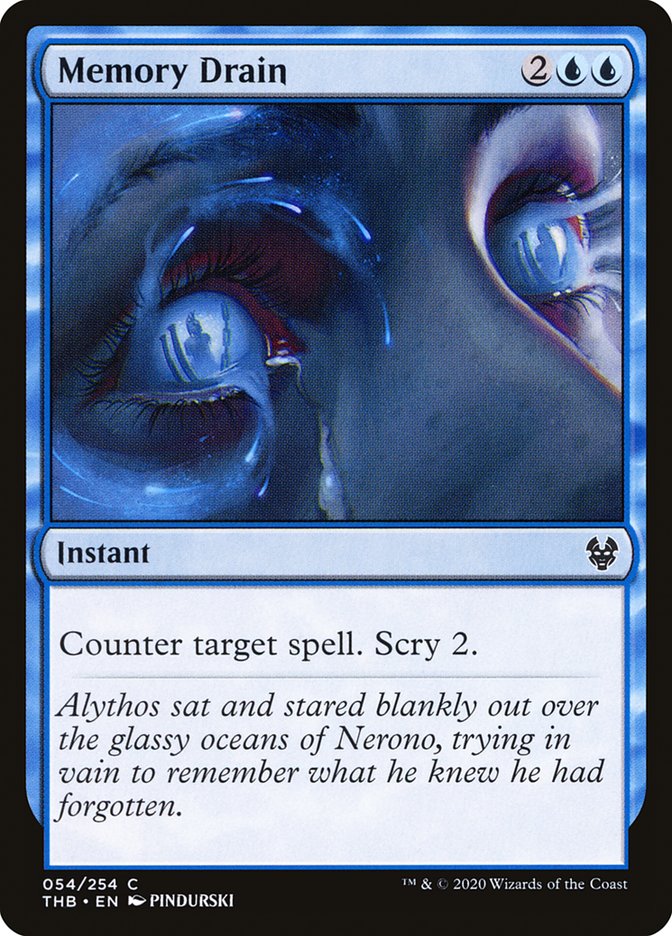 Memory Drain 2
Instant
Counter target spell. Scry 2.
Alythos sat and stared blankly out over
the glassy oceans of Nerono, trying in
vain to remember what he knew he had
forgotten.
054/254 C
THB • EN PINDURSKI
™ & © 2020 Wizards of the Coast